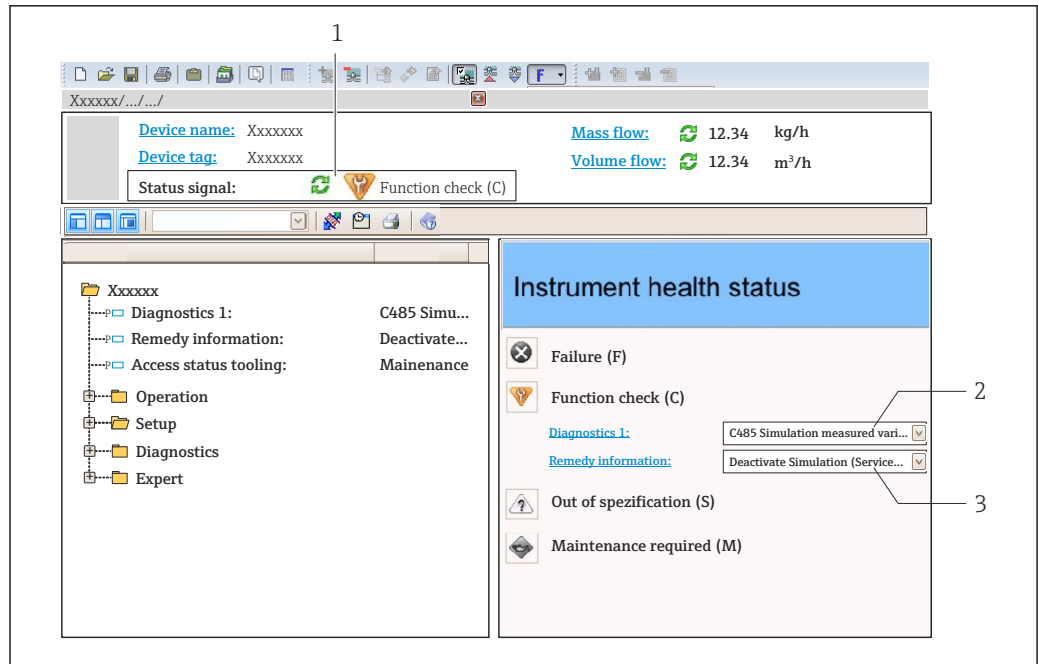 1
F
Xxxxxx/.../.../
Device name: Xxxxxxx
Mass flow: 12.34 kg/h
Device tag: Xxxxxxx
Volume flow: 12.34 m³/h
Status signal: Function check (C)
Xxxxxx
Diagnostics 1: C485 Simu...
Remedy information: Deactivate...
Access status tooling: Mainenance
Operation
Setup
Diagnostics
Expert
Instrument health status
Failure (F)
Function check (C)
2
Diagnostics 1: C485 Simulation measured vari...
Remedy information: Deactivate Simulation (Service...
Out of spezification (S)
3
Maintenance required (M)